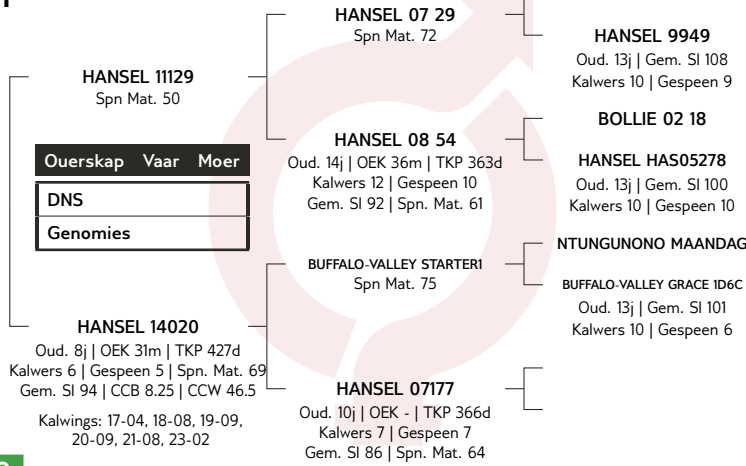 HANSEL 07 29
Spn Mat. 72
HANSEL 9949
Oud. 13j | Gem. SI 108
Kalwers 10 | Gespeen 9
HANSEL 11129
Spn Mat. 50
BOLLIE 02 18
HANSEL 08 54
Oud. 14j | OEK 36m | TKP 363d
Kalwers 12 | Gespeen 10
Gem. SI 92 | Spn. Mat. 61
HANSEL HAS05278
Oud. 13j | Gem. SI 100
Kalwers 10 | Gespeen 10
Ouerskap Vaar Moer
DNS
Genomies
NTUNGUNONO MAANDAG
BUFFALO-VALLEY STARTER1
Spn Mat. 75
BUFFALO-VALLEY GRACE 1D6C
Oud. 13j | Gem. SI 101
Kalwers 10 | Gespeen 6
HANSEL 14020
Oud. 8j | OEK 31m | TKP 427d
Kalwers 6 | Gespeen 5 | Spn. Mat. 69
Gem. SI 94 | CCB 8.25 | CCW 46.5
Kalwings: 17-04, 18-08, 19-09,
20-09, 21-08, 23-02
HANSEL 07177
Oud. 10j | OEK - | TKP 366d
Kalwers 7 | Gespeen 7
Gem. SI 86 | Spn. Mat. 64